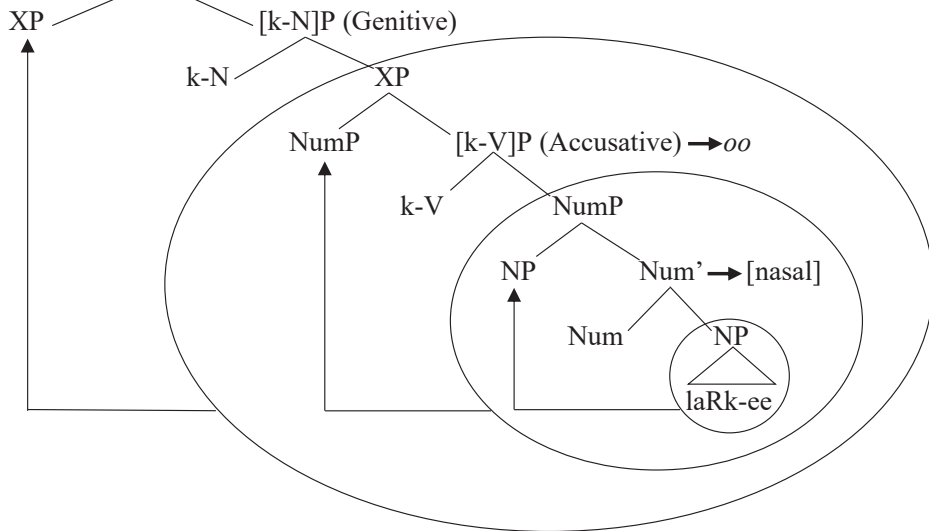 XP [k-N]P (Genitive)
k-N XP
NumP [k-V]P (Accusative) oo
k-V NumP
NP Num’ [nasal]
Num NP
laRk-ee